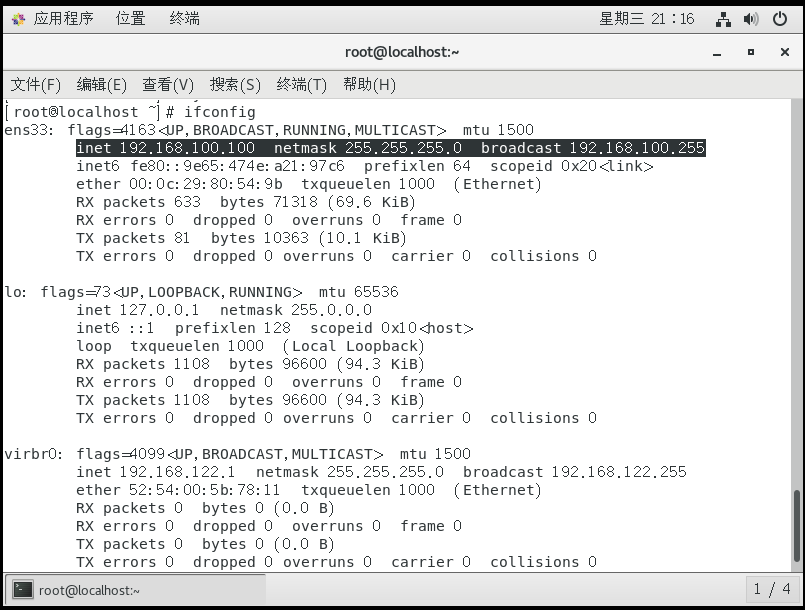 应用程序 位置 终端 星期三 21：16
root@localhost:~
文件(F) 编辑(E) 查看(V) 搜索(S) 终端(T) 帮助(H)
[root@localhost ~]# ifconfig
ens33: flags=4163<UP,BROADCAST,RUNNING,MULTICAST>  mtu 1500
        inet 192.168.100.100  netmask 255.255.255.0  broadcast 192.168.100.255
        inet6 fe80::9e65:474e:a21:97c6  prefixlen 64  scopeid 0x20<link>
        ether 00:0c:29:80:54:9b  txqueuelen 1000  (Ethernet)
        RX packets 633  bytes 71318 (69.6 KiB)
        RX errors 0  dropped 0  overruns 0  frame 0
        TX packets 81  bytes 10363 (10.1 KiB)
        TX errors 0  dropped 0 overruns 0  carrier 0  collisions 0
lo: flags=73<UP,LOOPBACK,RUNNING>  mtu 65536
        inet 127.0.0.1  netmask 255.0.0.0
        inet6 ::1  prefixlen 128  scopeid 0x10<host>
        loop  txqueuelen 1000  (Local Loopback)
        RX packets 1108  bytes 96600 (94.3 KiB)
        RX errors 0  dropped 0  overruns 0  frame 0
        TX packets 1108  bytes 96600 (94.3 KiB)
        TX errors 0  dropped 0 overruns 0  carrier 0  collisions 0
virbr0: flags=4099<UP,BROADCAST,MULTICAST>  mtu 1500
        inet 192.168.122.1  netmask 255.255.255.0  broadcast 192.168.122.255
        ether 52:54:00:5b:78:11  txqueuelen 1000  (Ethernet)
        RX packets 0  bytes 0 (0.0 B)
        RX errors 0  dropped 0  overruns 0  frame 0
        TX packets 0  bytes 0 (0.0 B)
        TX errors 0  dropped 0 overruns 0  carrier 0  collisions 0
root@localhost:~ 1 / 4